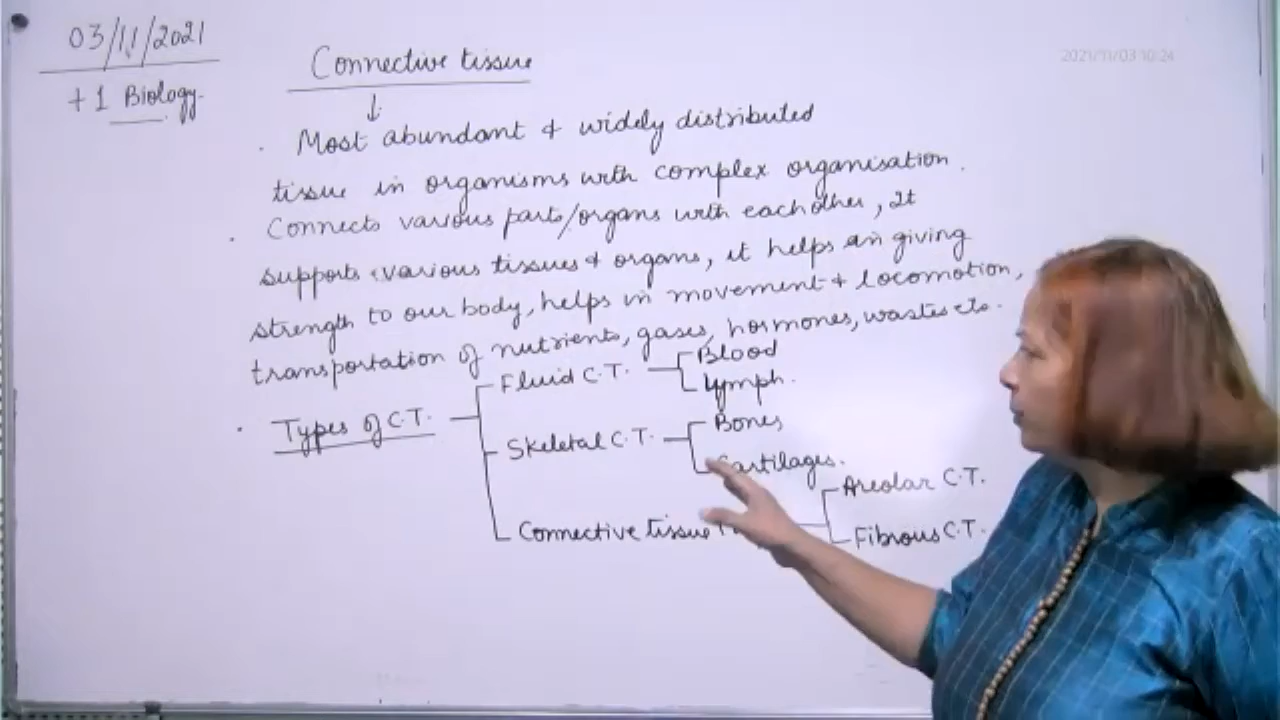 03/11/2021
+1 Biology.
2021/11/03 10:24
Connective tissue
↓
. Most abundant & widely distributed
tissue in organisms with complex organisation.
. Connects various parts/organs with each other, It
supports various tissues & organs, it helps in giving
strength to our body, helps in movement & locomotion,
transportation of nutrients, gases, hormones, wastes etc.
. Types of C.T.
Fluid C.T.
Blood
Lymph.
Skeletal C.T.
Bones
Cartilages.
Connective tissue
Areolar C.T.
Fibrous C.T.